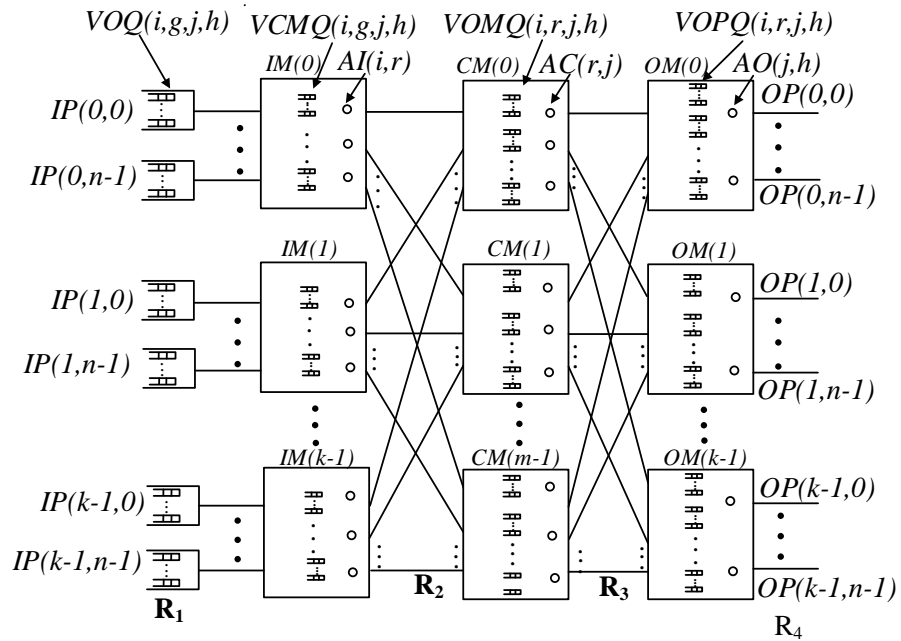 VOQ(i,g,j,h) VCMQ(i,g,j,h) VOMQ(i,r,j,h) VOPQ(i,r,j,h)
IM(0) AI(i,r) CM(0) AC(r,j) OM(0) AO(j,h)
IP(0,0) OP(0,0)
IP(0,n-1) OP(0,n-1)
IM(1) CM(1) OM(1)
IP(1,0) OP(1,0)
IP(1,n-1) OP(1,n-1)
IM(k-1) CM(m-1) OM(k-1)
IP(k-1,0) OP(k-1,0)
IP(k-1,n-1) OP(k-1,n-1)
R1 R2 R3 R4